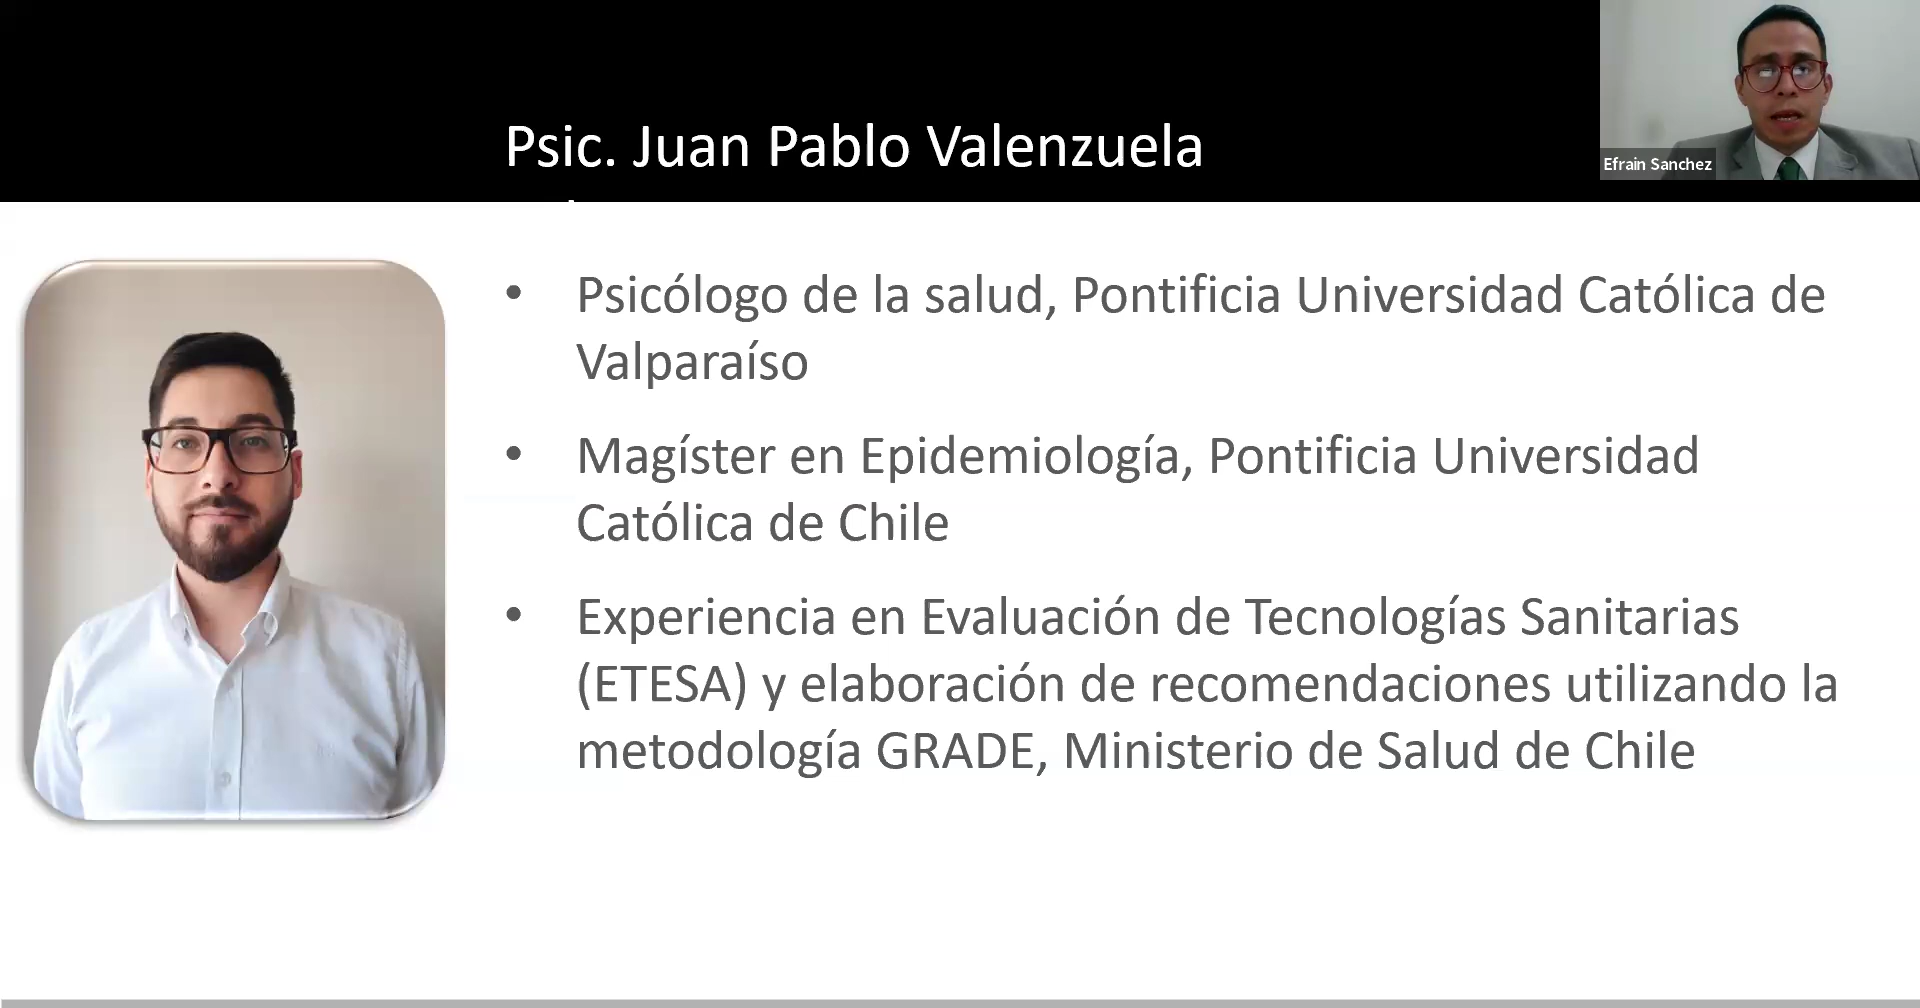 Psic. Juan Pablo Valenzuela
Efrain Sanchez
• Psicólogo de la salud, Pontificia Universidad Católica de
Valparaíso
• Magíster en Epidemiología, Pontificia Universidad
Católica de Chile
• Experiencia en Evaluación de Tecnologías Sanitarias
(ETESA) y elaboración de recomendaciones utilizando la
metodología GRADE, Ministerio de Salud de Chile